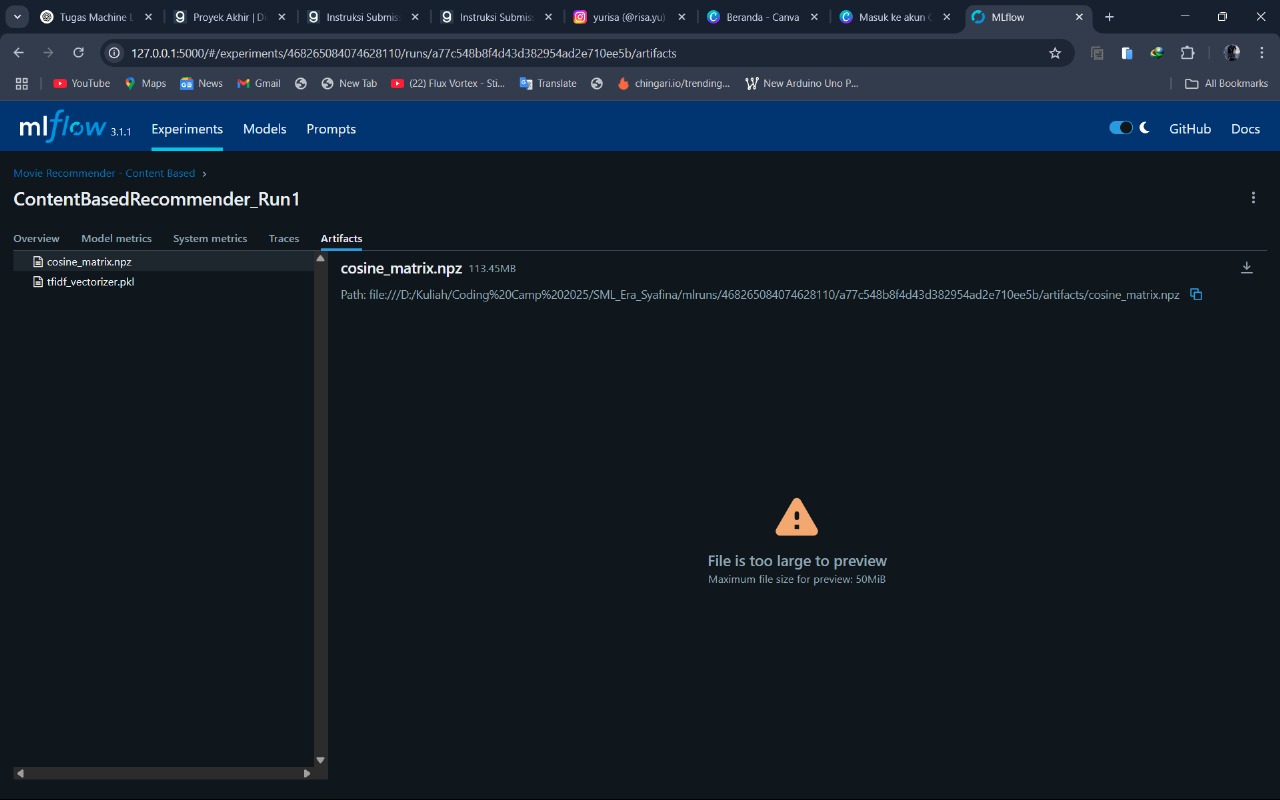 Tugas Machine L
Proyek Akhir | Di
Instruksi Submis
Instruksi Submis
yurisa (@risa.yu)
Beranda - Canva
Masuk ke akun C
MLflow
127.0.0.1:5000/#/experiments/468265084074628110/runs/a77c548b8f4d43d382954ad2e710ee5b/artifacts
YouTube
Maps
News
Gmail
New Tab
(22) Flux Vortex - Sti...
Translate
chingari.io/trending...
New Arduino Uno P...
All Bookmarks
mlflow 3.1.1
Experiments
Models
Prompts
GitHub
Docs
Movie Recommender - Content Based
ContentBasedRecommender_Run1
Overview
Model metrics
System metrics
Traces
Artifacts
cosine_matrix.npz
tfidf_vectorizer.pkl
cosine_matrix.npz 113.45MB
Path: file:///D:/Kuliah/Coding%20Camp%202025/SML_Era_Syafina/mlruns/468265084074628110/a77c548b8f4d43d382954ad2e710ee5b/artifacts/cosine_matrix.npz
File is too large to preview
Maximum file size for preview: 50MiB